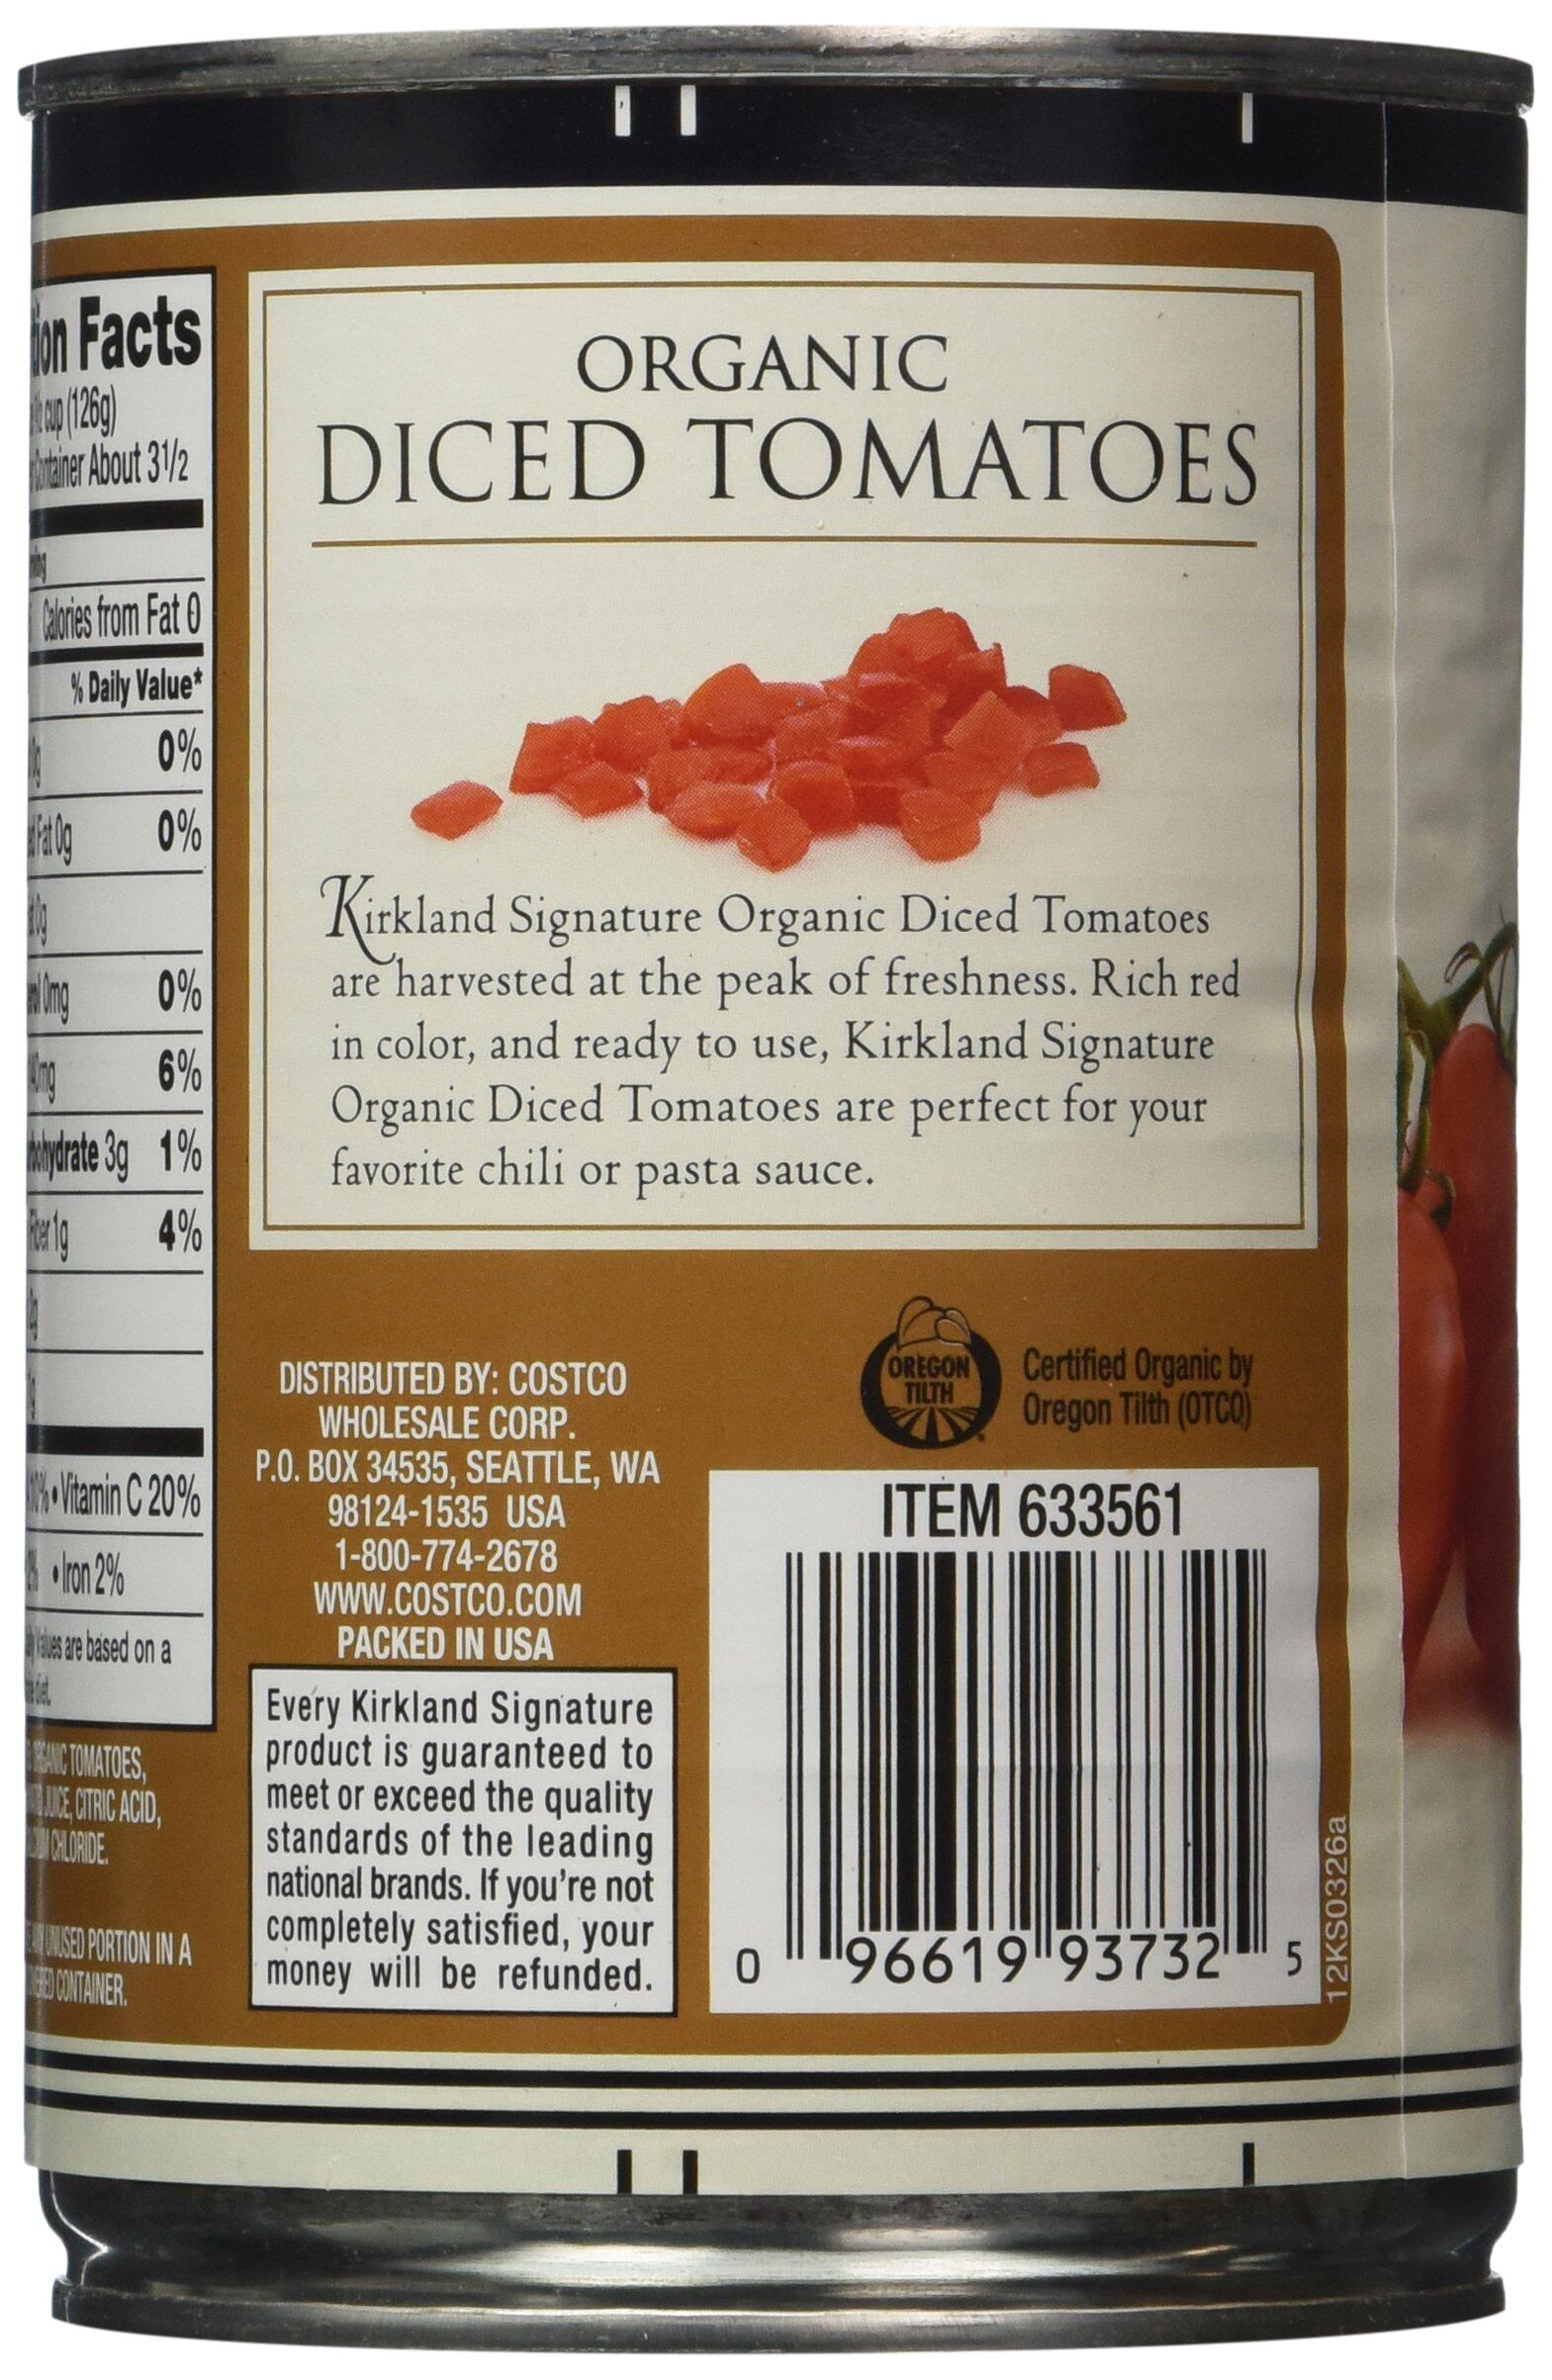 Facts
cup (126g)
About 3 1/2
Calories from Fat 0
% Daily Value*
0%
Fat 0g 0%
0g
0mg 0%
6%
3g 1%
1g 4%
Vitamin C 20%
• Iron 2%
are based on a
TOMATOES,
JUICE, CITRIC ACID,
CHLORIDE.
UNUSED PORTION IN A
CONTAINER.
ORGANIC
DICED TOMATOES
Kirkland Signature Organic Diced Tomatoes
are harvested at the peak of freshness. Rich red
in color, and ready to use, Kirkland Signature
Organic Diced Tomatoes are perfect for your
favorite chili or pasta sauce.
DISTRIBUTED BY: COSTCO
WHOLESALE CORP.
P.O. BOX 34535, SEATTLE, WA
98124-1535 USA
1-800-774-2678
WWW.COSTCO.COM
PACKED IN USA
Every Kirkland Signature
product is guaranteed to
meet or exceed the quality
standards of the leading
national brands. If you're not
completely satisfied, your
money will be refunded.
OREGON
TILTH
Certified Organic by
Oregon Tilth (OTCO)
ITEM 633561
0 96619 93732 5
12KS0326a